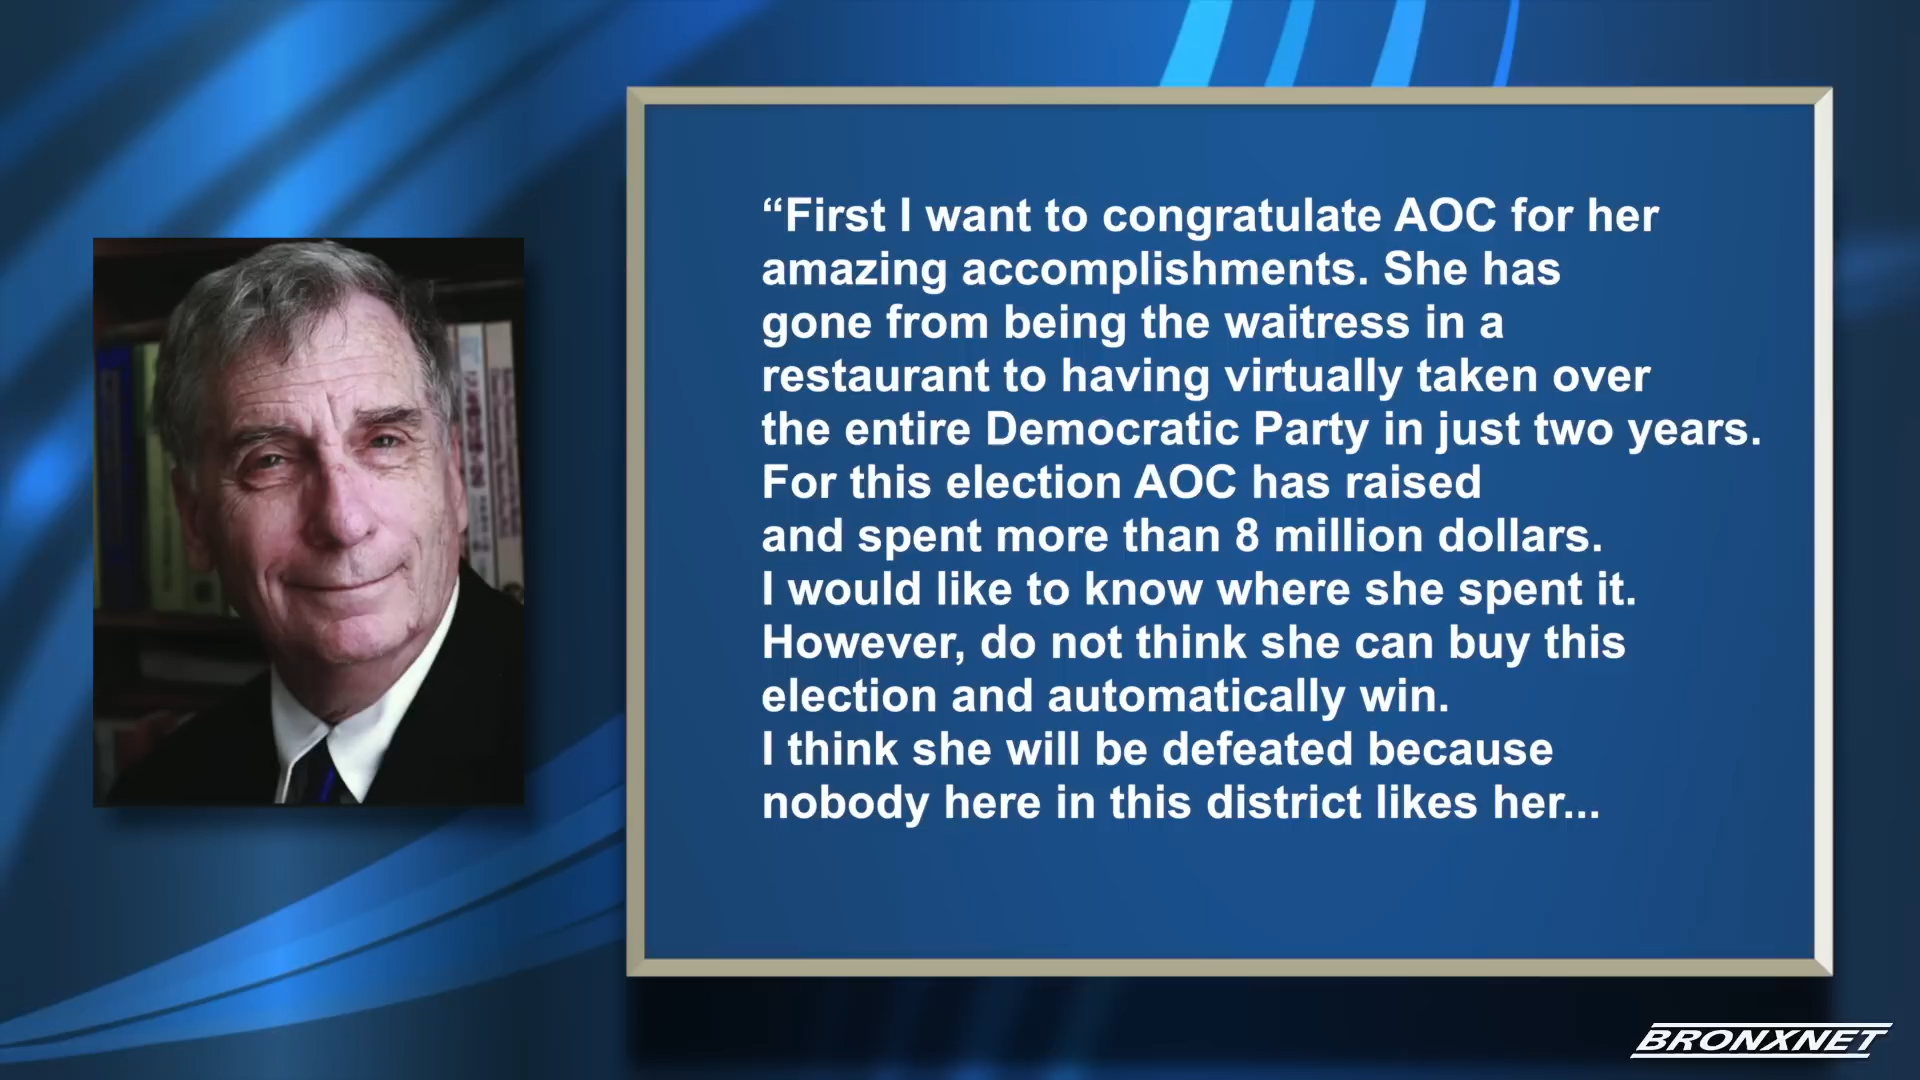 “First I want to congratulate AOC for her
amazing accomplishments. She has
gone from being the waitress in a
restaurant to having virtually taken over
the entire Democratic Party in just two years.
For this election AOC has raised
and spent more than 8 million dollars.
I would like to know where she spent it.
However, do not think she can buy this
election and automatically win.
I think she will be defeated because
nobody here in this district likes her...
BRONXNET